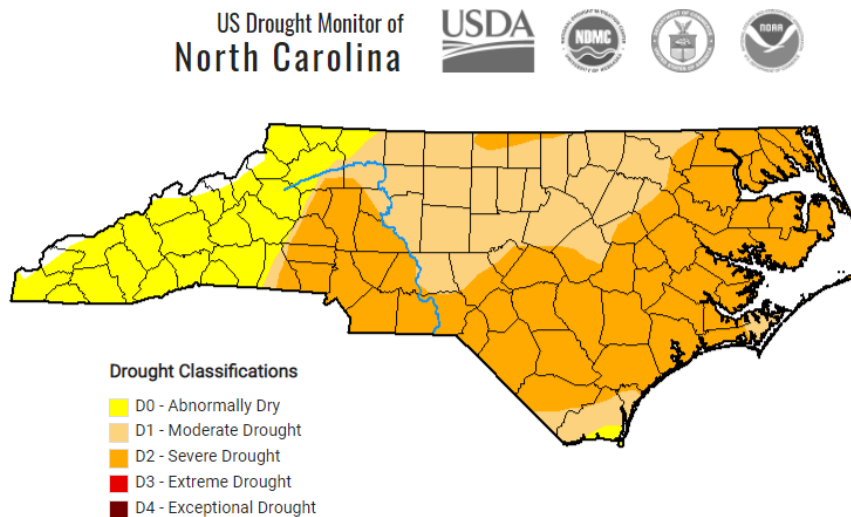 US Drought Monitor of
North Carolina
USDA
NDMC
NOAA
Drought Classifications
D0 - Abnormally Dry
D1 - Moderate Drought
D2 - Severe Drought
D3 - Extreme Drought
D4 - Exceptional Drought